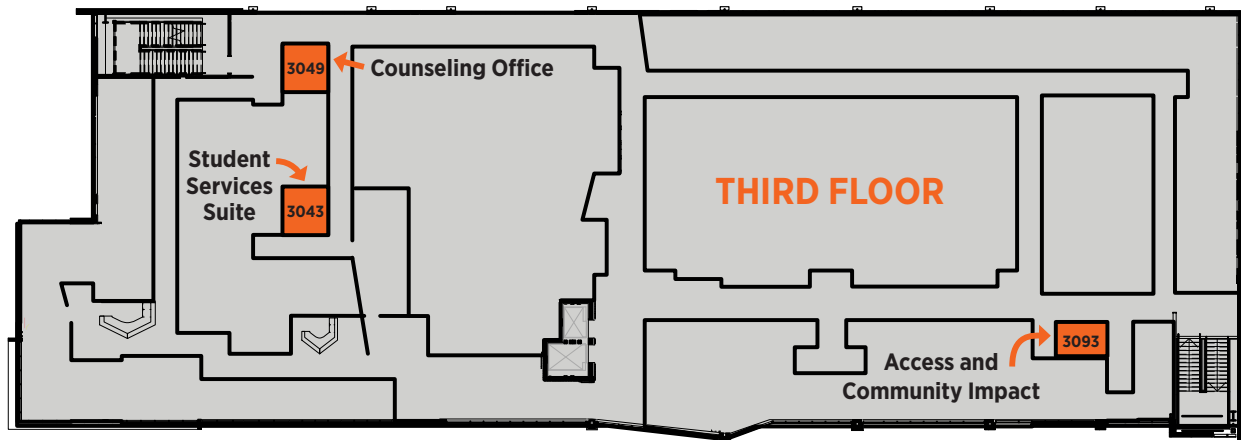 3049
Counseling Office
Student
Services
Suite
3043
THIRD FLOOR
3093
Access and
Community Impact